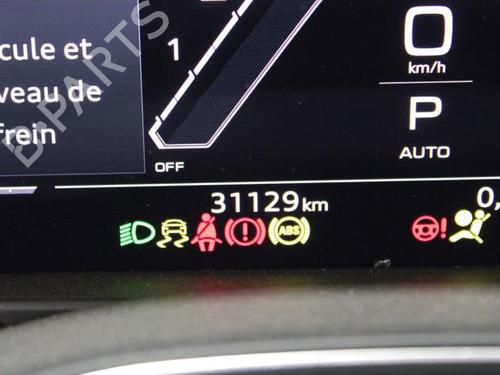 cule et
veau de
frein
1
OFF
0
km/h
P
AUTO
31129 km
0,
! ABS !
B-PARTS